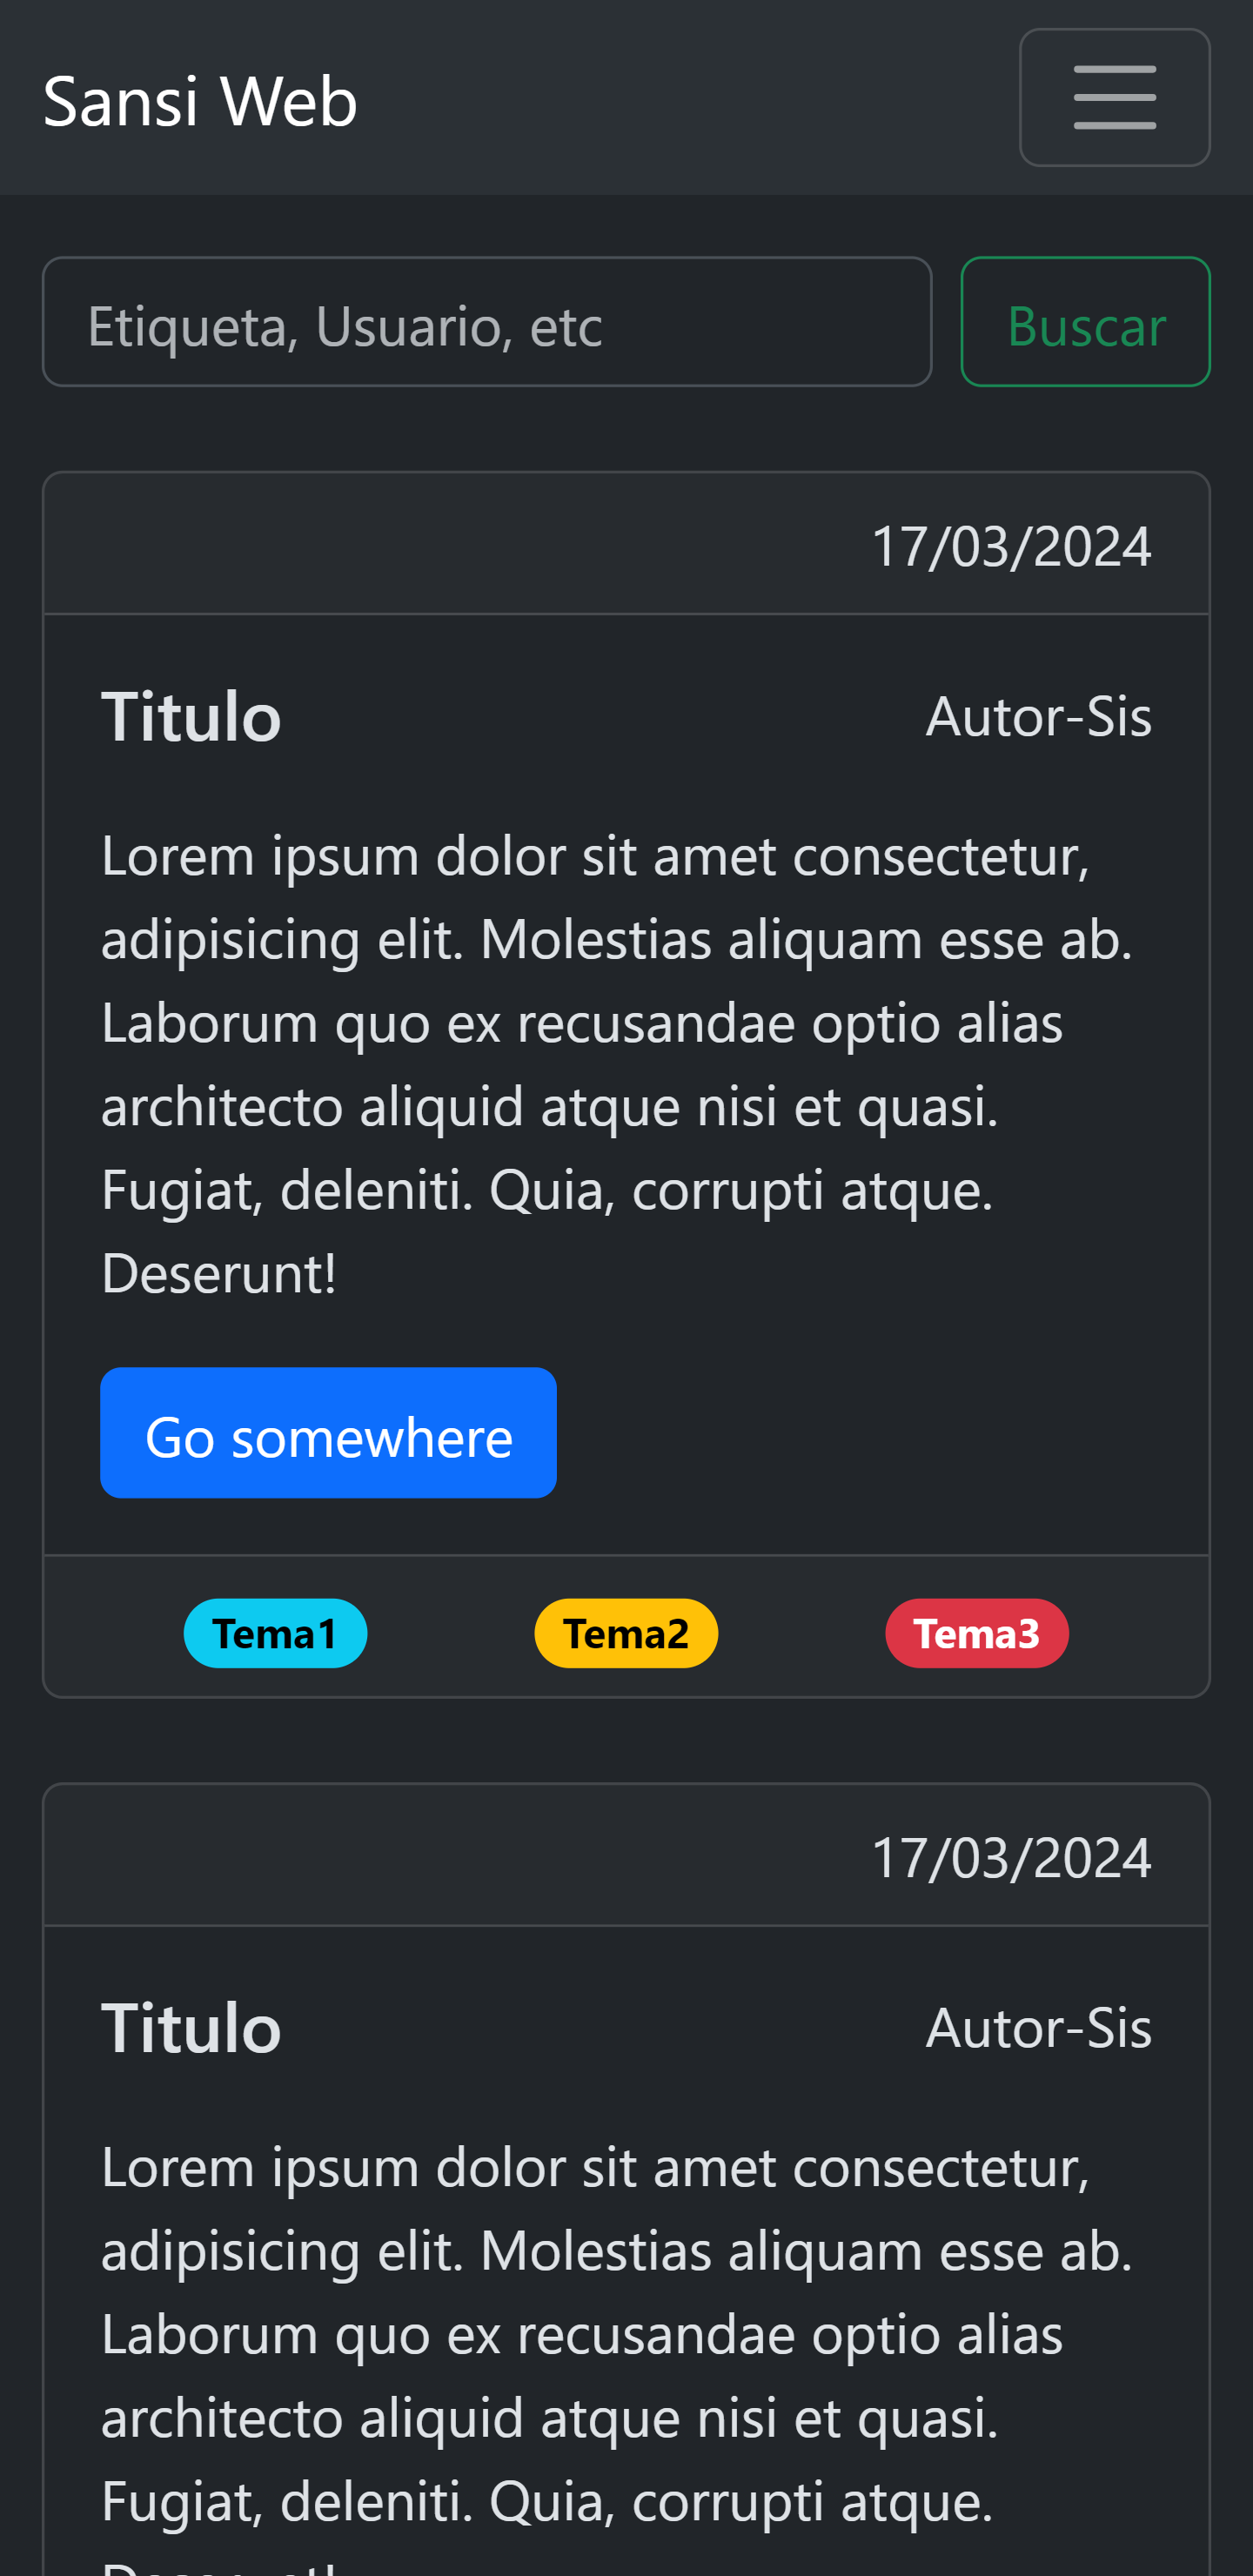 Sansi Web
Etiqueta, Usuario, etc
Buscar
17/03/2024
Titulo
Autor-Sis
Lorem ipsum dolor sit amet consectetur,
adipisicing elit. Molestias aliquam esse ab.
Laborum quo ex recusandae optio alias
architecto aliquid atque nisi et quasi.
Fugiat, deleniti. Quia, corrupti atque.
Deserunt!
Go somewhere
Tema1
Tema2
Tema3
17/03/2024
Titulo
Autor-Sis
Lorem ipsum dolor sit amet consectetur,
adipisicing elit. Molestias aliquam esse ab.
Laborum quo ex recusandae optio alias
architecto aliquid atque nisi et quasi.
Fugiat, deleniti. Quia, corrupti atque.